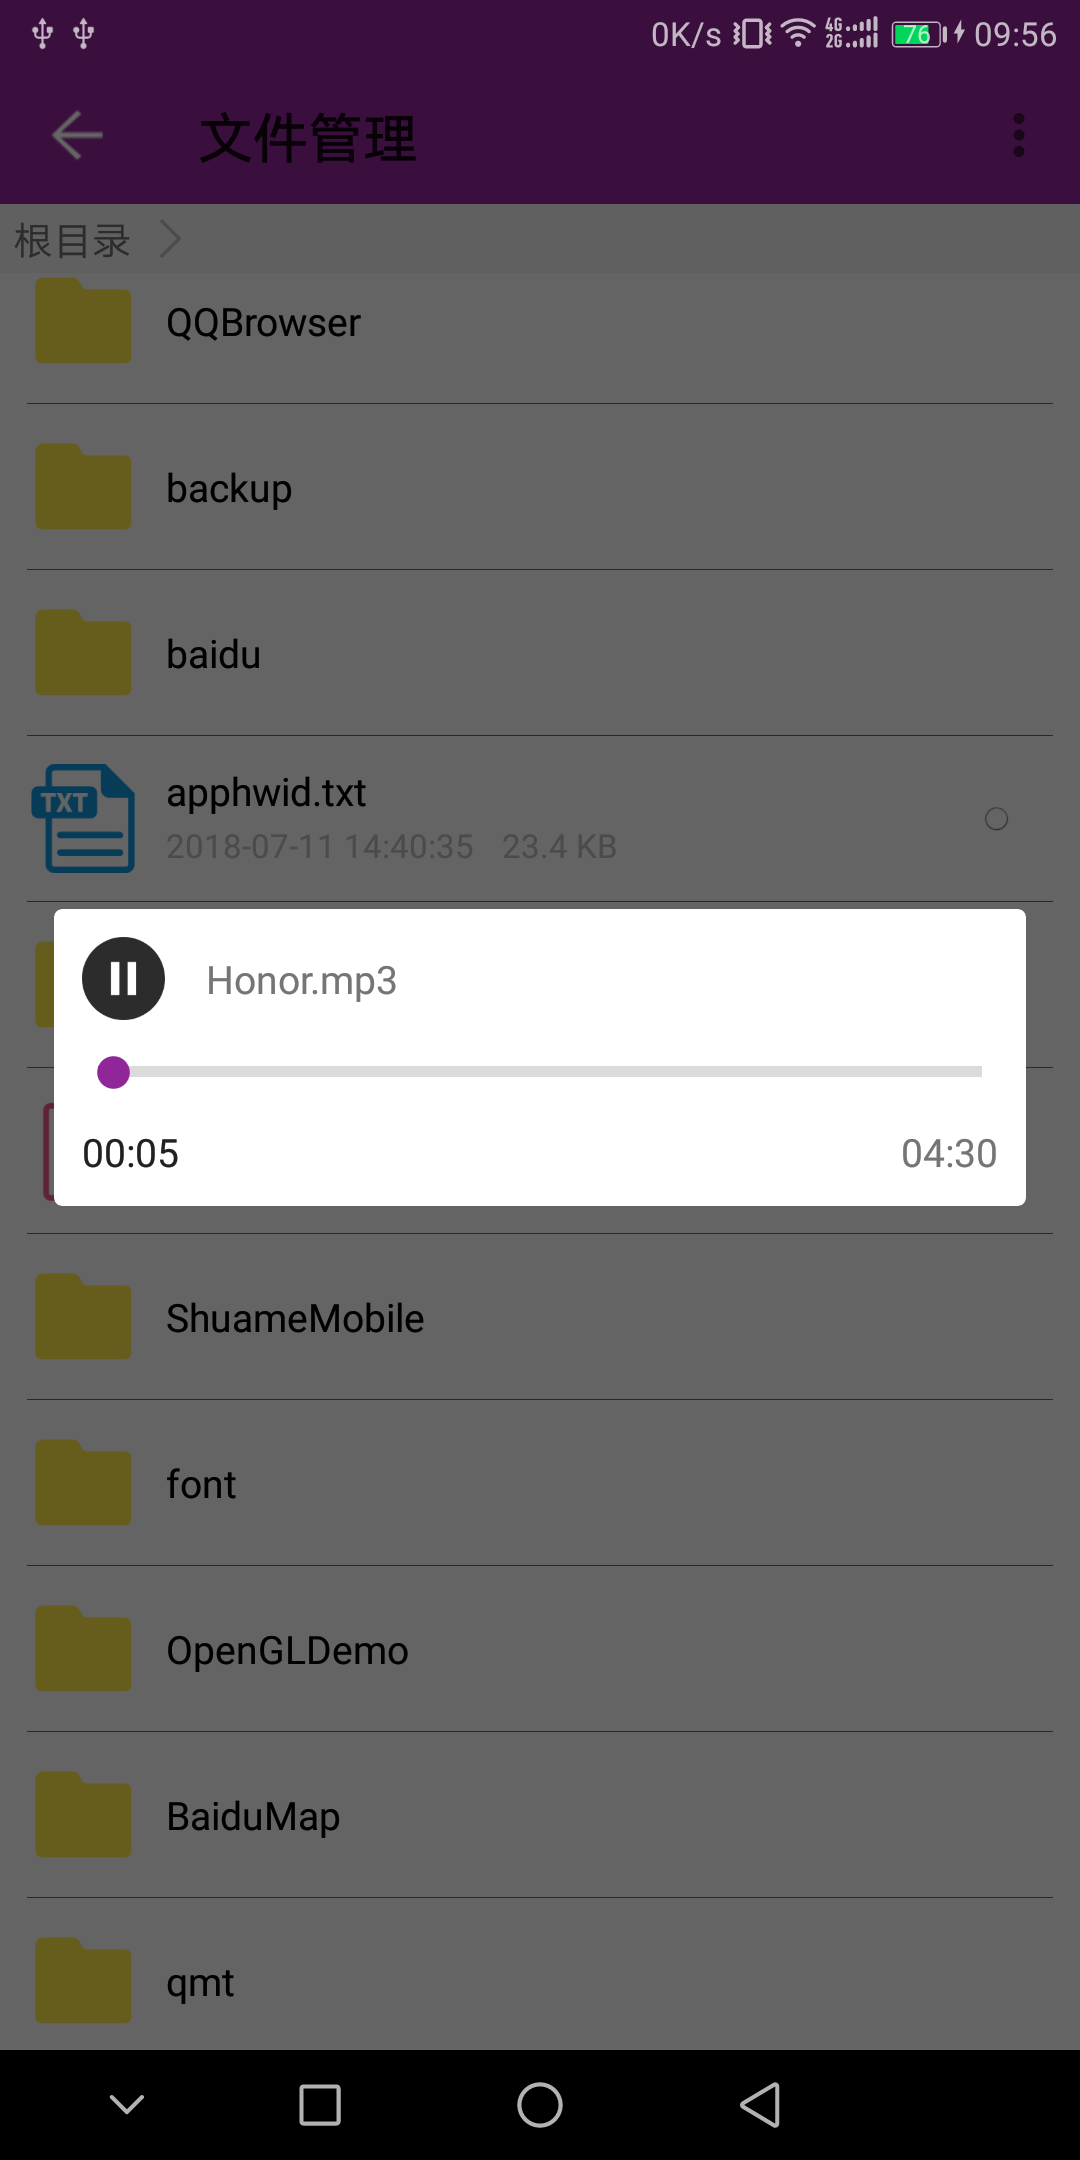 0K/s 4G 2G 76 09:56
文件管理
根目录
QQBrowser
backup
baidu
TXT
apphwid.txt
2018-07-11 14:40:35 23.4 KB
Honor.mp3
00:05 04:30
ShuameMobile
font
OpenGLDemo
BaiduMap
qmt